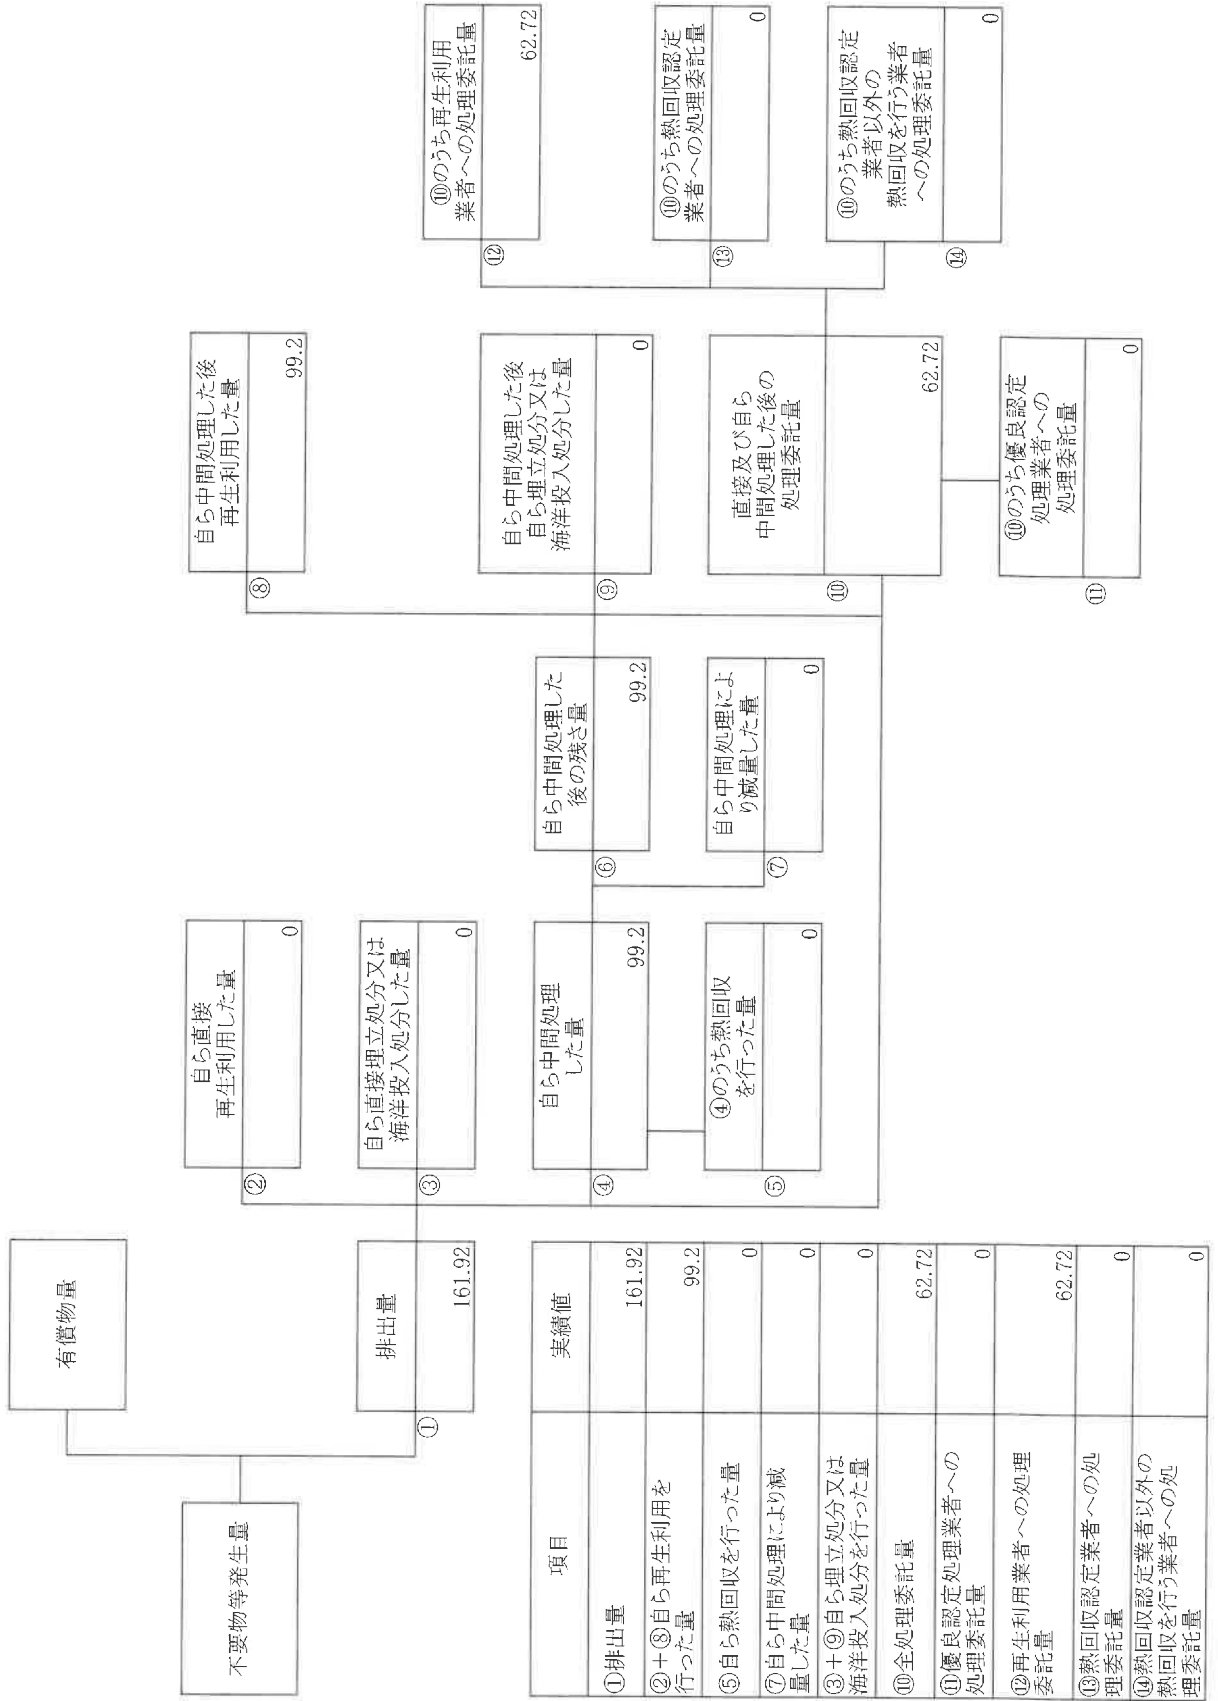 有償物量
不要物等発生量
排出量
①
161.92
自ら直接
再生利用した量
②
0
自ら直接埋立処分又は
海洋投入処分した量
③
0
自ら中間処理
した量
④
99.2
④のうち熱回収
を行った量
⑤
0
自ら中間処理した
後の残さ量
⑥
99.2
自ら中間処理によ
り減量した量
⑦
0
自ら中間処理した後
再生利用した量
⑧
99.2
自ら中間処理した後
自ら埋立処分又は
海洋投入処分した量
⑨
0
直接及び自ら
中間処理した後の
処理委託量
⑩
62.72
⑩のうち優良認定
処理業者への
処理委託量
⑪
0
⑩のうち再生利用
業者への処理委託量
⑫
62.72
⑩のうち熱回収認定
業者への処理委託量
⑬
0
⑩のうち熱回収認定
業者以外の
熱回収を行う業者
への処理委託量
⑭
0
項目 実績値
①排出量 161.92
②+⑧自ら再生利用を
行った量 99.2
⑤自ら熱回収を行った量 0
⑦自ら中間処理により減
量した量 0
③+⑨自ら埋立処分又は
海洋投入処分を行った量 0
⑩全処理委託量 62.72
⑪優良認定処理業者への
処理委託量 0
⑫再生利用業者への処理
委託量 62.72
⑬熱回収認定業者への処
理委託量 0
⑭熱回収認定業者以外の
熱回収を行う業者への処
理委託量 0